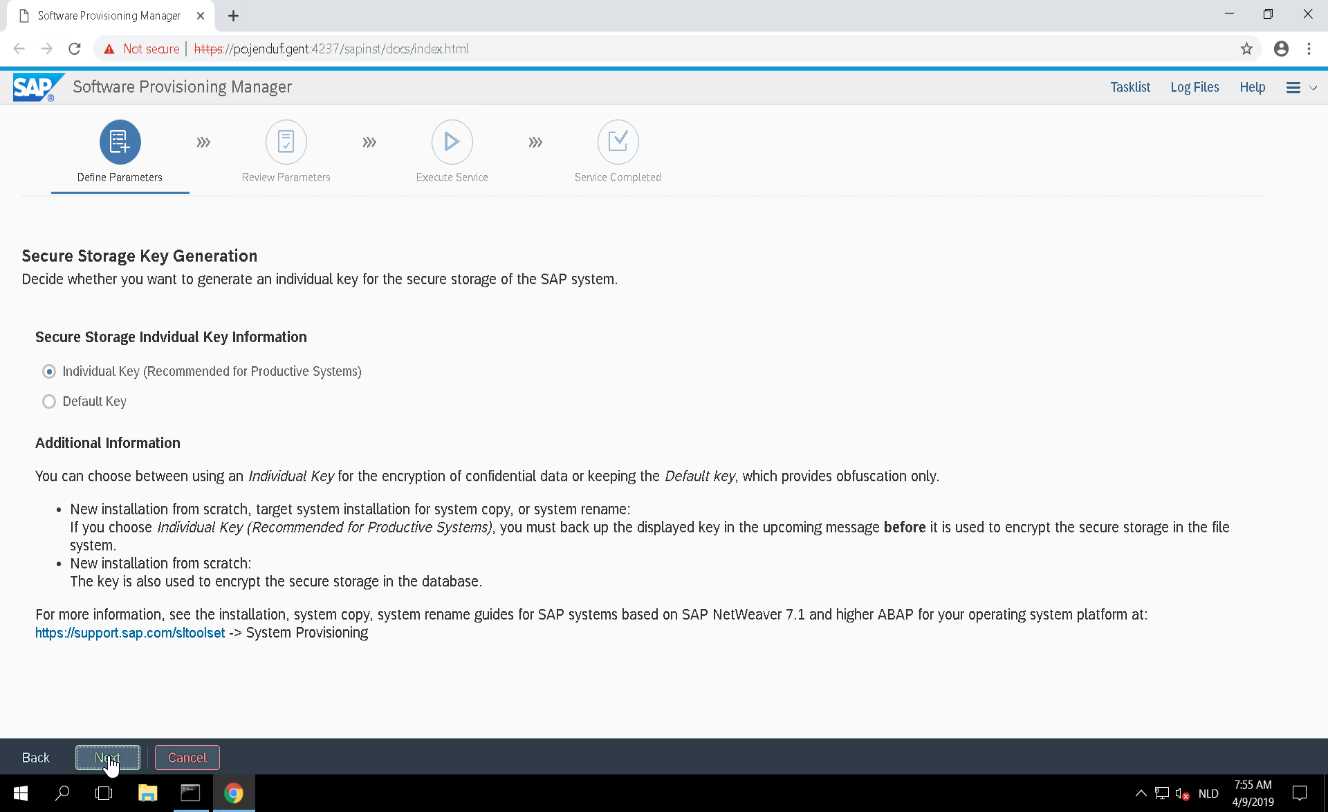 Software Provisioning Manager
Not secure | https://pojenduf.gent:4237/sapinst/docs/index.html
SAP ® Software Provisioning Manager
Tasklist Log Files Help
Define Parameters
Review Parameters
Execute Service
Service Completed
Secure Storage Key Generation
Decide whether you want to generate an individual key for the secure storage of the SAP system.
Secure Storage Indvidual Key Information
Individual Key (Recommended for Productive Systems)
Default Key
Additional Information
You can choose between using an Individual Key for the encryption of confidential data or keeping the Default key, which provides obfuscation only.
• New installation from scratch, target system installation for system copy, or system rename:
If you choose Individual Key (Recommended for Productive Systems), you must back up the displayed key in the upcoming message before it is used to encrypt the secure storage in the file
system.
• New installation from scratch:
The key is also used to encrypt the secure storage in the database.
For more information, see the installation, system copy, system rename guides for SAP systems based on SAP NetWeaver 7.1 and higher ABAP for your operating system platform at:
https://support.sap.com/sltoolset -> System Provisioning
Back Next Cancel
NLD
7:55 AM
4/9/2019